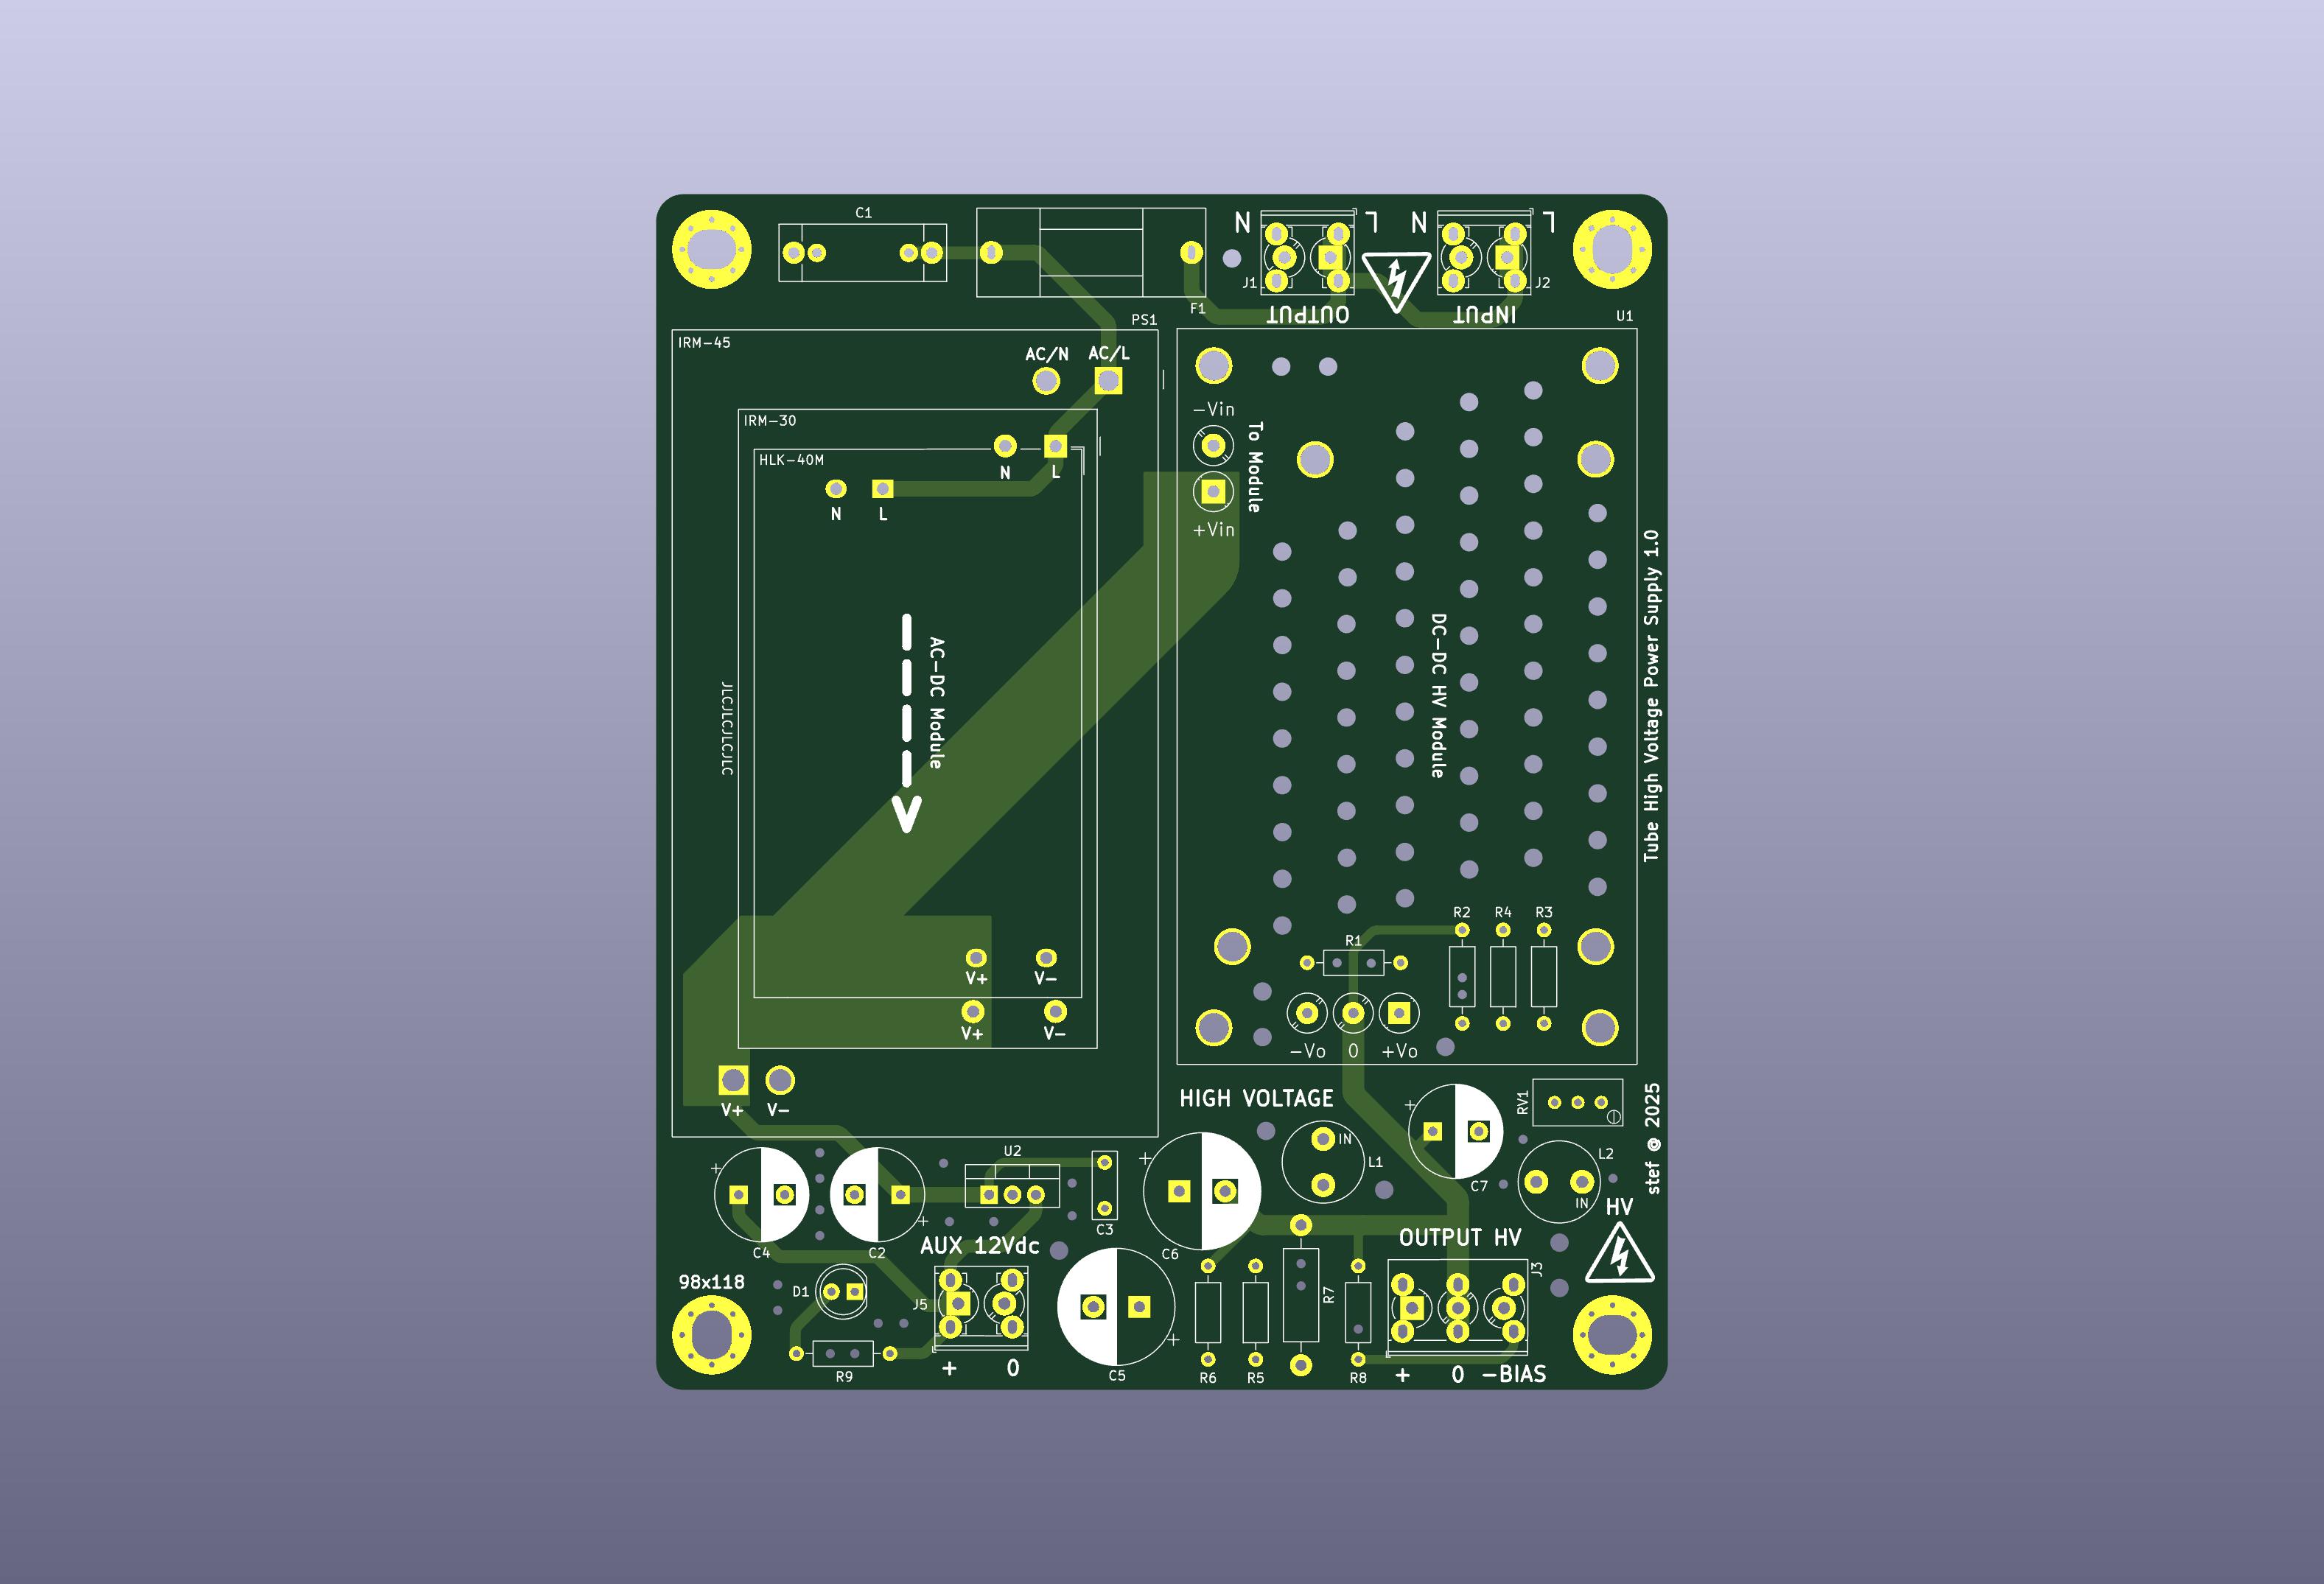 C1
N
L
N
L
J1
J2
F1
OUTPUT
INPUT
PS1
U1
IRM-45
AC/N
AC/L
IRM-30
-Vin
To Module
HLK-40M
N
L
N
L
+Vin
AC-DC Module
JLCJLCJLCJLC
DC-DC HV Module
Tube High Voltage Power Supply 1.0
R2
R4
R3
R1
V+
V-
V+
V-
-Vo
0
+Vo
V+
V-
HIGH VOLTAGE
+
RV1
stef @ 2025
IN
L1
L2
U2
+
+
C7
IN
HV
C3
+
C4
C2
AUX 12Vdc
C6
OUTPUT HV
J3
98x118
D1
J5
R7
+
R9
+
0
C5
R6
R5
R8
+
0
-BIAS